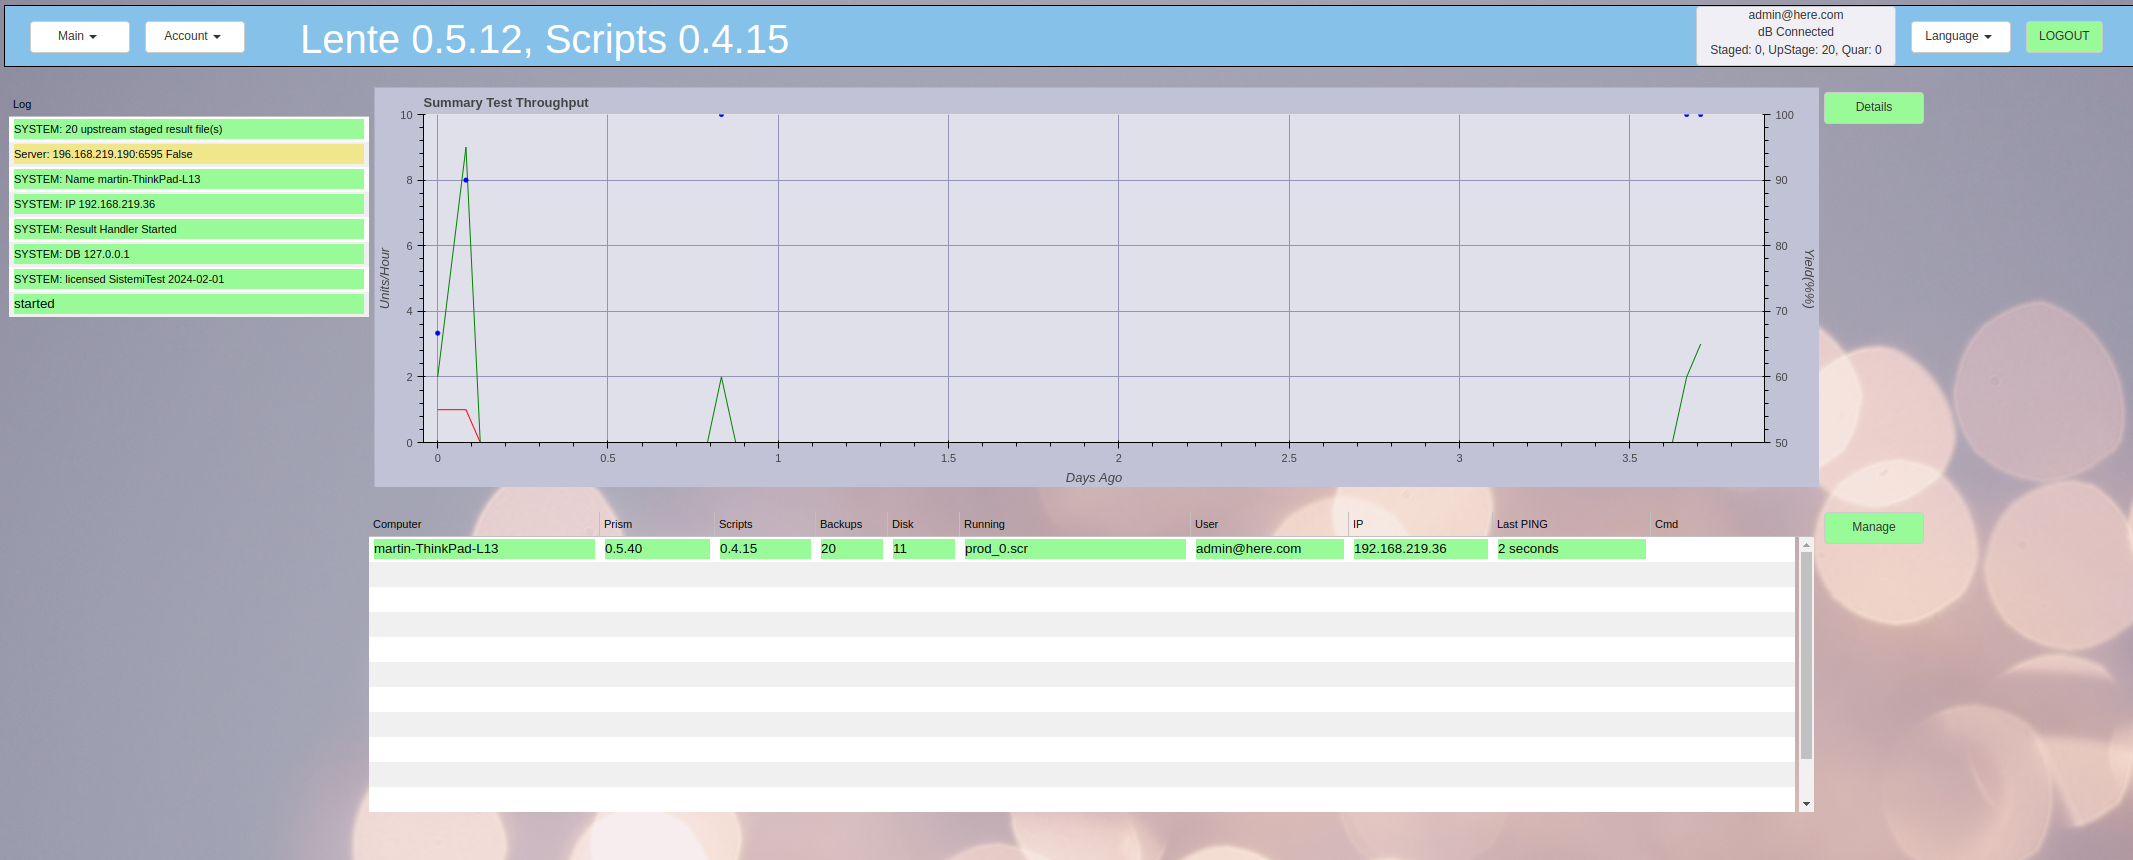 Main
Account
Lente 0.5.12, Scripts 0.4.15
admin@here.com
dB Connected
Staged: 0, UpStage: 20, Quar: 0
Language
LOGOUT
Log
SYSTEM: 20 upstream staged result file(s)
Server: 196.168.219.190:6595 False
SYSTEM: Name martin-ThinkPad-L13
SYSTEM: IP 192.168.219.36
SYSTEM: Result Handler Started
SYSTEM: DB 127.0.0.1
SYSTEM: licensed SistemiTest 2024-02-01
started
Summary Test Throughput
10
8
6
4
2
0
Units/Hour
100
90
80
70
60
50
Yield(%%)
0 0.5 1 1.5 2 2.5 3 3.5
Days Ago
Details
Computer Prism Scripts Backups Disk Running User IP Last PING Cmd
martin-ThinkPad-L13 0.5.40 0.4.15 20 11 prod_0.scr admin@here.com 192.168.219.36 2 seconds
Manage